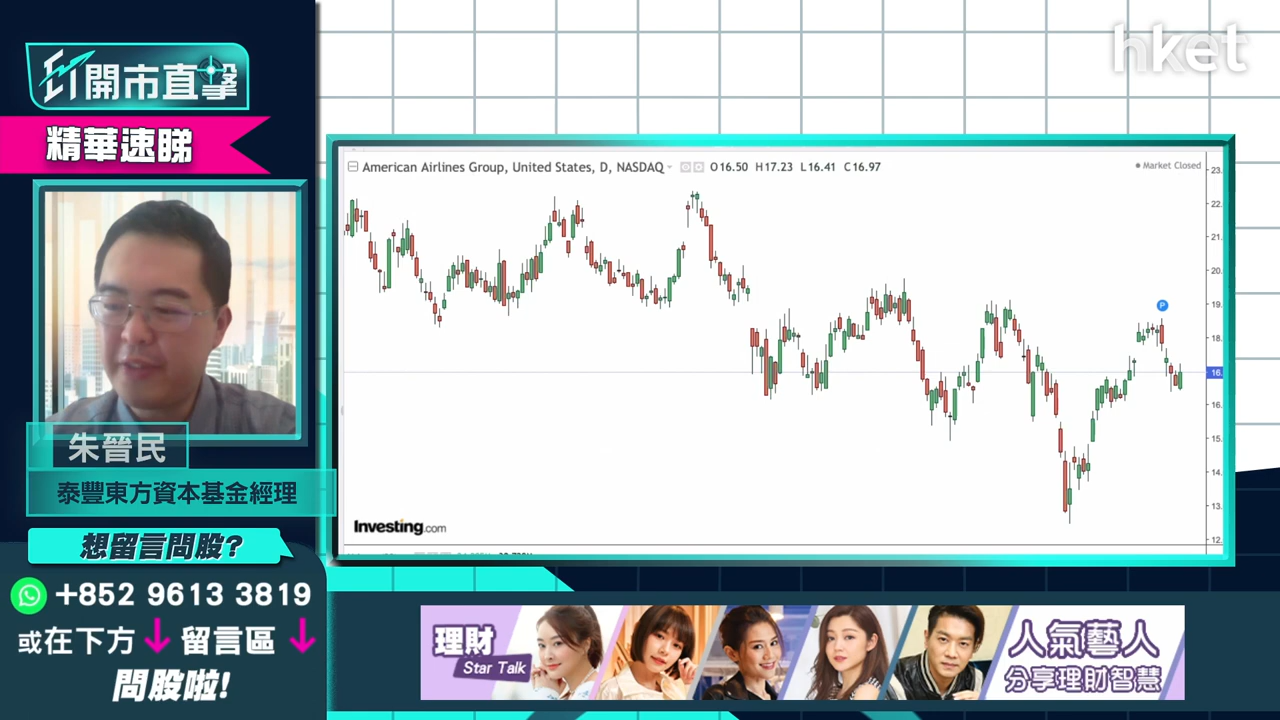 hket
ET開市直擊
精華速睇
朱晉民
泰豐東方資本基金經理
想留言問股?
+852 9613 3819
或在下方 留言區
問股啦!
American Airlines Group, United States, D, NASDAQ O16.50 H17.23 L16.41 C16.97
Market Closed
23.
22.
21.
20.
19.
P
18.
16.
16.
15.
14.
13.
12.
Investing.com
理財
Star Talk
人氣藝人
分享理財智慧